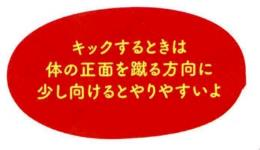 キックするときは
体の正面を蹴る方向に
少し向けるとやりやすいよ